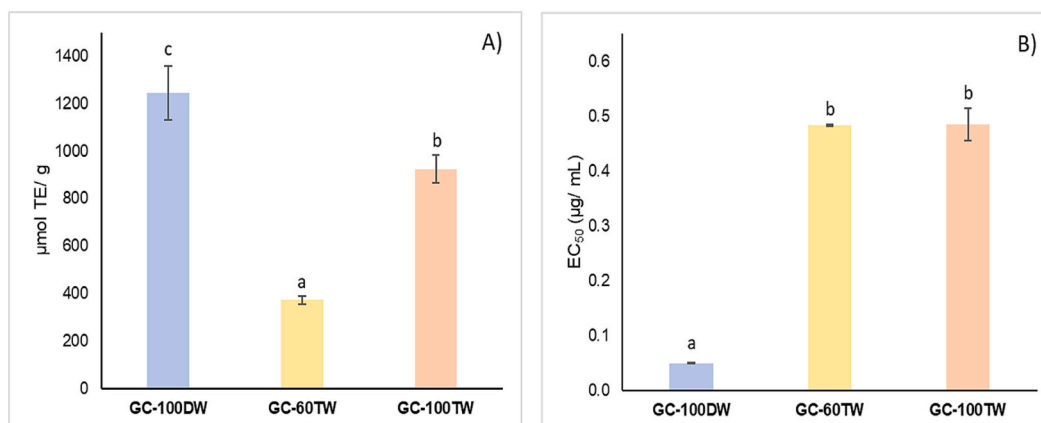 A)
µmol TE/ g
1400
1200
1000
800
600
400
200
0
c
a
b
GC-100DW GC-60TW GC-100TW
B)
EC50 (µg/ mL)
0.6
0.5
0.4
0.3
0.2
0.1
0.0
a
b
b
GC-100DW GC-60TW GC-100TW